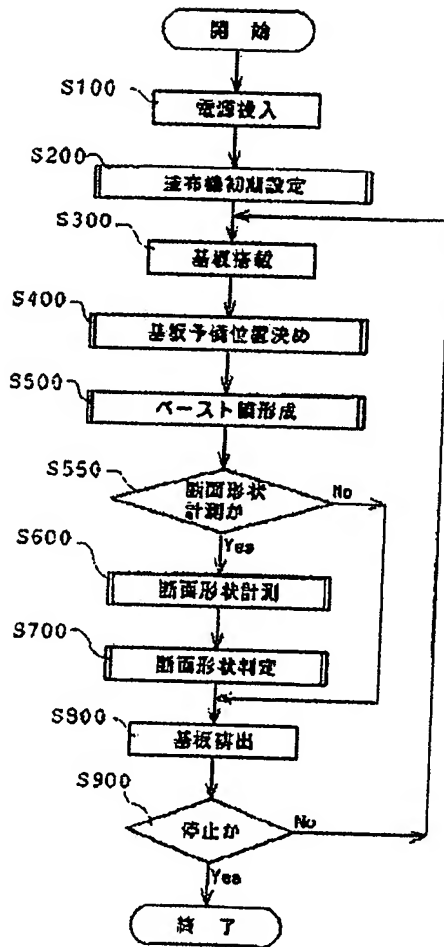 開始
S100
電源投入
S200
塗布機初期設定
S300
基板搭載
S400
基板予備位置決め
S500
ペースト膜形成
S550
断面形状
計測か
No
Yes
S600
断面形状計測
S700
断面形状判定
S800
基板排出
S900
停止か
No
Yes
終了